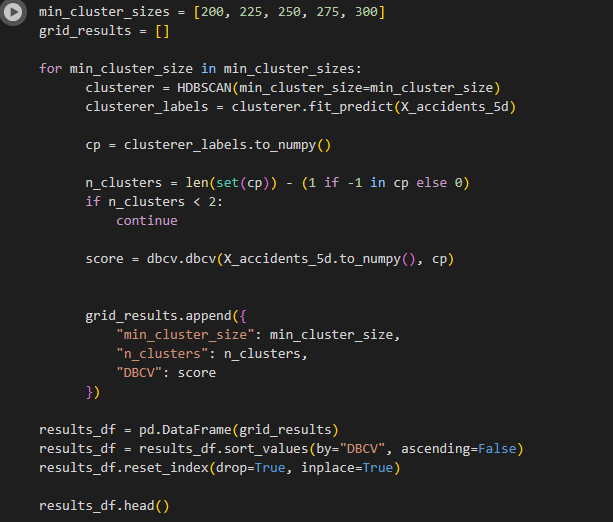 min_cluster_sizes = [200, 225, 250, 275, 300]
grid_results = []
for min_cluster_size in min_cluster_sizes:
clusterer = HDBSCAN(min_cluster_size=min_cluster_size)
clusterer_labels = clusterer.fit_predict(X_accidents_5d)
cp = clusterer_labels.to_numpy()
n_clusters = len(set(cp)) - (1 if -1 in cp else 0)
if n_clusters < 2:
continue
score = dbcv.dbcv(X_accidents_5d.to_numpy(), cp)
grid_results.append({
"min_cluster_size": min_cluster_size,
"n_clusters": n_clusters,
"DBCV": score
})
results_df = pd.DataFrame(grid_results)
results_df = results_df.sort_values(by="DBCV", ascending=False)
results_df.reset_index(drop=True, inplace=True)
results_df.head()